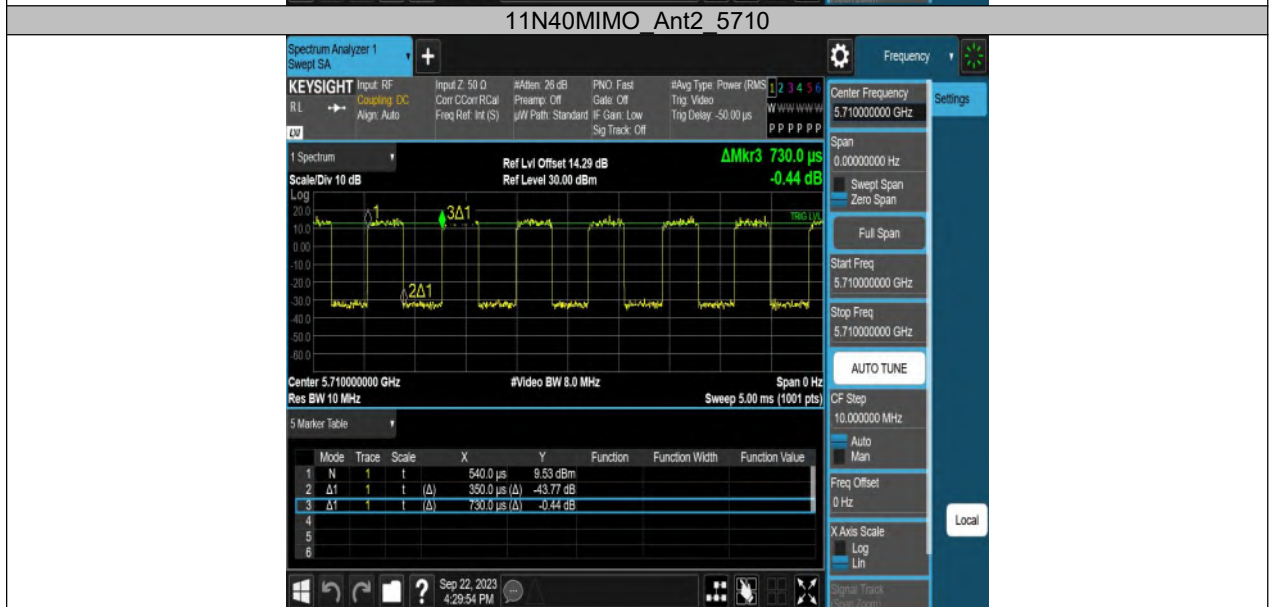 11N40MIMO_Ant2_5710
Spectrum Analyzer 1
Swept SA
+
Frequency
KEYSIGHT Input: RF Input Z: 50 Ω #Atten: 26 dB PNO: Fast #Avg Type: Power (RMS 1 2 3 4 5 6
RL Coupling: DC Corr CCorr RCal Preamp: Off Gate: Off Trig: Video W W W W W W
Align: Auto Freq Ref: Int (S) µW Path: Standard IF Gain: Low Trig Delay: -50.00 µs
LXI Sig Track: Off P P P P P P
1 Spectrum Ref Lvl Offset 14.29 dB ΔMkr3 730.0 µs
Scale/Div 10 dB Ref Level 30.00 dBm -0.44 dB
Log
20.0 1 3Δ1 TRIG LVL
10.0
0.00
-10.0
-20.0
-30.0 2Δ1
-40.0
-50.0
-60.0
Center 5.710000000 GHz #Video BW 8.0 MHz Span 0 Hz
Res BW 10 MHz Sweep 5.00 ms (1001 pts)
5 Marker Table
Mode Trace Scale X Y Function Function Width Function Value
1 N 1 t 540.0 µs 9.53 dBm
2 Δ1 1 t (Δ) 350.0 µs (Δ) -43.77 dB
3 Δ1 1 t (Δ) 730.0 µs (Δ) -0.44 dB
4
5
6
Sep 22, 2023
4:29:54 PM
?
Center Frequency
5.710000000 GHz
Settings
Span
0.00000000 Hz
Swept Span
Zero Span
Full Span
Start Freq
5.710000000 GHz
Stop Freq
5.710000000 GHz
AUTO TUNE
CF Step
10.000000 MHz
Auto
Man
Freq Offset
0 Hz
X Axis Scale
Log
Lin
Local
Signal Track
(Span Zoom)